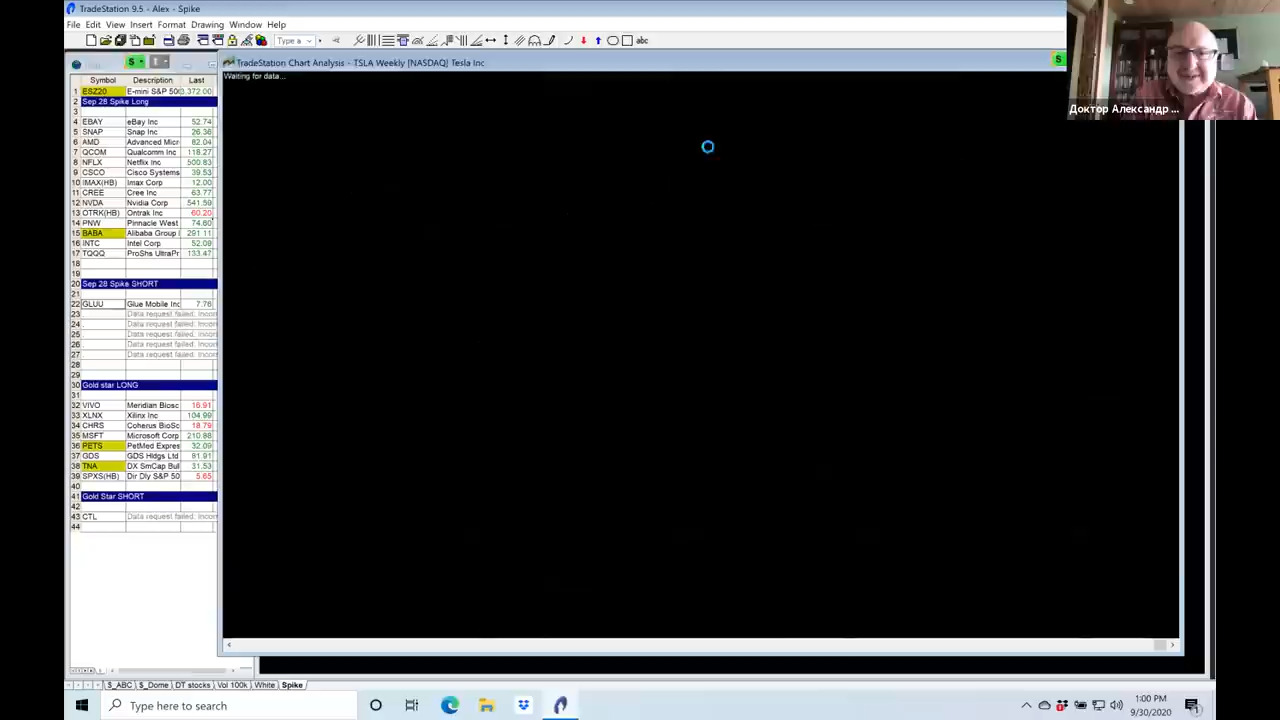 TradeStation 9.5 - Alex - Spike
File Edit View Insert Format Drawing Window Help
Type a
abc
S
TradeStation Chart Analysis - TSLA Weekly [NASDAQ] Tesla Inc
S
Waiting for data...
Доктор Александр ...
Symbol Description Last
1 ESZ20 E-mini S&P 50 3,372.00
2 Sep 28 Spike Long
3
4 EBAY eBay Inc 52.74
5 SNAP Snap Inc 26.36
6 AMD Advanced Micr 82.04
7 QCOM Qualcomm Inc 118.27
8 NFLX Netflix Inc 500.83
9 CSCO Cisco Systems 39.53
10 IMAX(HB) Imax Corp 12.00
11 CREE Cree Inc 63.77
12 NVDA Nvidia Corp 541.59
13 OTRK(HB) Ontrak Inc 60.20
14 PNW Pinnacle West 74.60
15 BABA Alibaba Group 291.11
16 INTC Intel Corp 52.09
17 TQQQ ProShs UltraPr 133.47
18
19
20 Sep 28 Spike SHORT
21
22 GLUU Glue Mobile Inc 7.76
23 Data request failed: Incorr
24 Data request failed: Incorr
25 Data request failed: Incorr
26 Data request failed: Incorr
27 Data request failed: Incorr
28
29
30 Gold star LONG
31
32 VIVO Meridian Biosc 16.91
33 XLNX Xilinx Inc 104.99
34 CHRS Coherus BioSc 18.79
35 MSFT Microsoft Corp 210.88
36 PETS PetMed Expres 32.09
37 GDS GDS Hldgs Ltd 81.91
38 TNA DX SmCap Bul 31.53
39 SPXS(HB) Dir Dly S&P 50 5.65
40
41 Gold Star SHORT
42
43 CTL Data request failed: Incorr
44
$_ABC $_Dome DT stocks Vol 100k White Spike
Type here to search
1:00 PM
9/30/2020